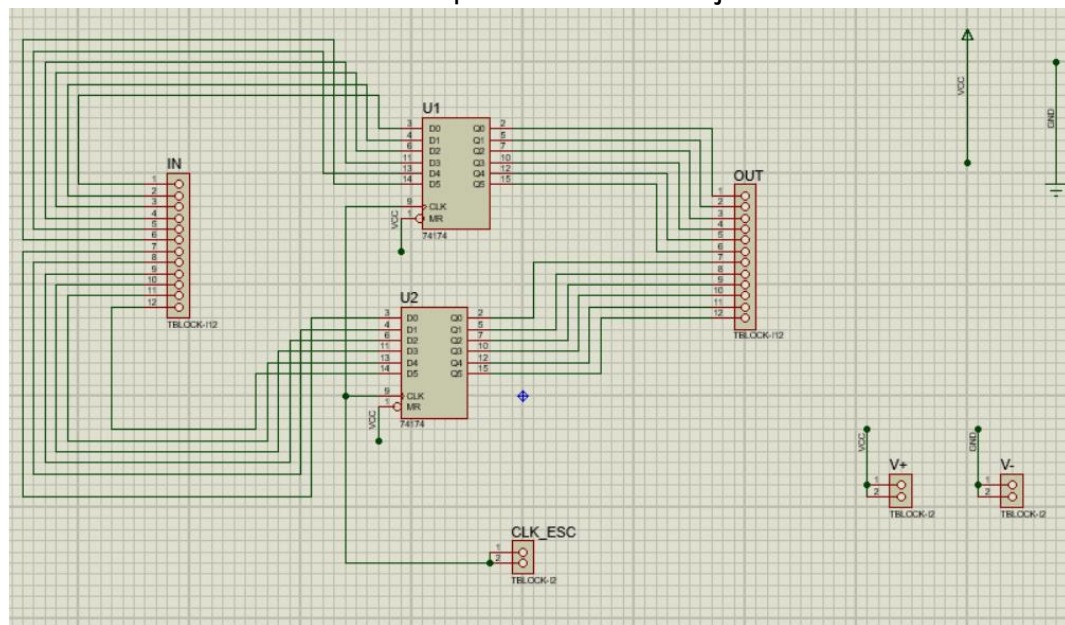 U1
3 D0 Q0 2
4 D1 Q1 5
6 D2 Q2 7
11 D3 Q3 10
13 D4 Q4 12
14 D5 Q5 15
9 CLK
1 MR
VCC
74174
IN
1
2
3
4
5
6
7
8
9
10
11
12
TBLOCK-I12
OUT
1
2
3
4
5
6
7
8
9
10
11
12
TBLOCK-I12
U2
3 D0 Q0 2
4 D1 Q1 5
6 D2 Q2 7
11 D3 Q3 10
13 D4 Q4 12
14 D5 Q5 15
9 CLK
1 MR
VCC
74174
VCC
GND
VCC
V+
1
2
TBLOCK-I2
GND
V-
1
2
TBLOCK-I2
CLK_ESC
1
2
TBLOCK-I2